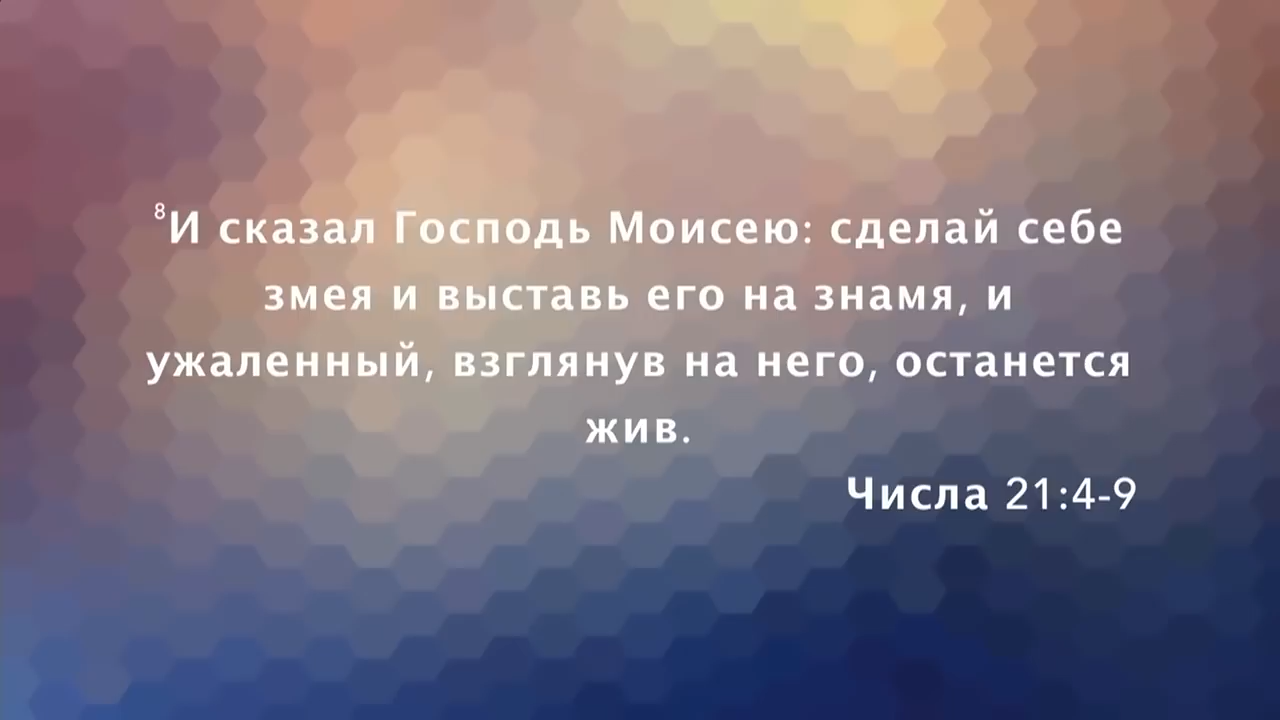 ⁸И сказал Господь Моисею: сделай себе
змея и выставь его на знамя, и
ужаленный, взглянув на него, останется
жив.
Числа 21:4-9